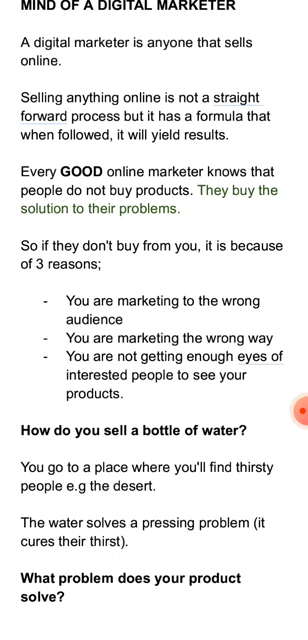 MIND OF A DIGITAL MARKETER
A digital marketer is anyone that sells
online.
Selling anything online is not a straight
forward process but it has a formula that
when followed, it will yield results.
Every GOOD online marketer knows that
people do not buy products. They buy the
solution to their problems.
So if they don't buy from you, it is because
of 3 reasons;
- You are marketing to the wrong
audience
- You are marketing the wrong way
- You are not getting enough eyes of
interested people to see your
products.
How do you sell a bottle of water?
You go to a place where you'll find thirsty
people e.g the desert.
The water solves a pressing problem (it
cures their thirst).
What problem does your product
solve?